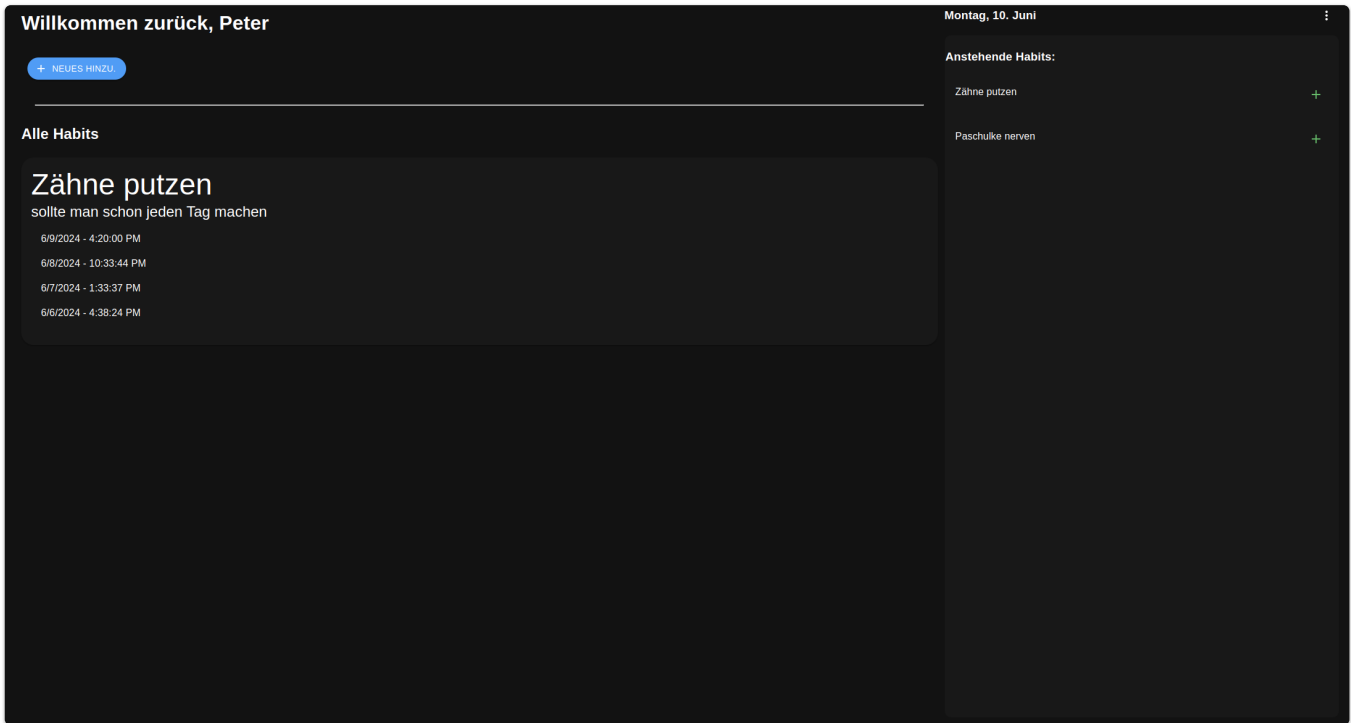 Willkommen zurück, Peter
NEUES HINZU.
Alle Habits
Zähne putzen
sollte man schon jeden Tag machen
6/9/2024 - 4:20:00 PM
6/8/2024 - 10:33:44 PM
6/7/2024 - 1:33:37 PM
6/6/2024 - 4:38:24 PM
Montag, 10. Juni
Anstehende Habits:
Zähne putzen
Paschulke nerven